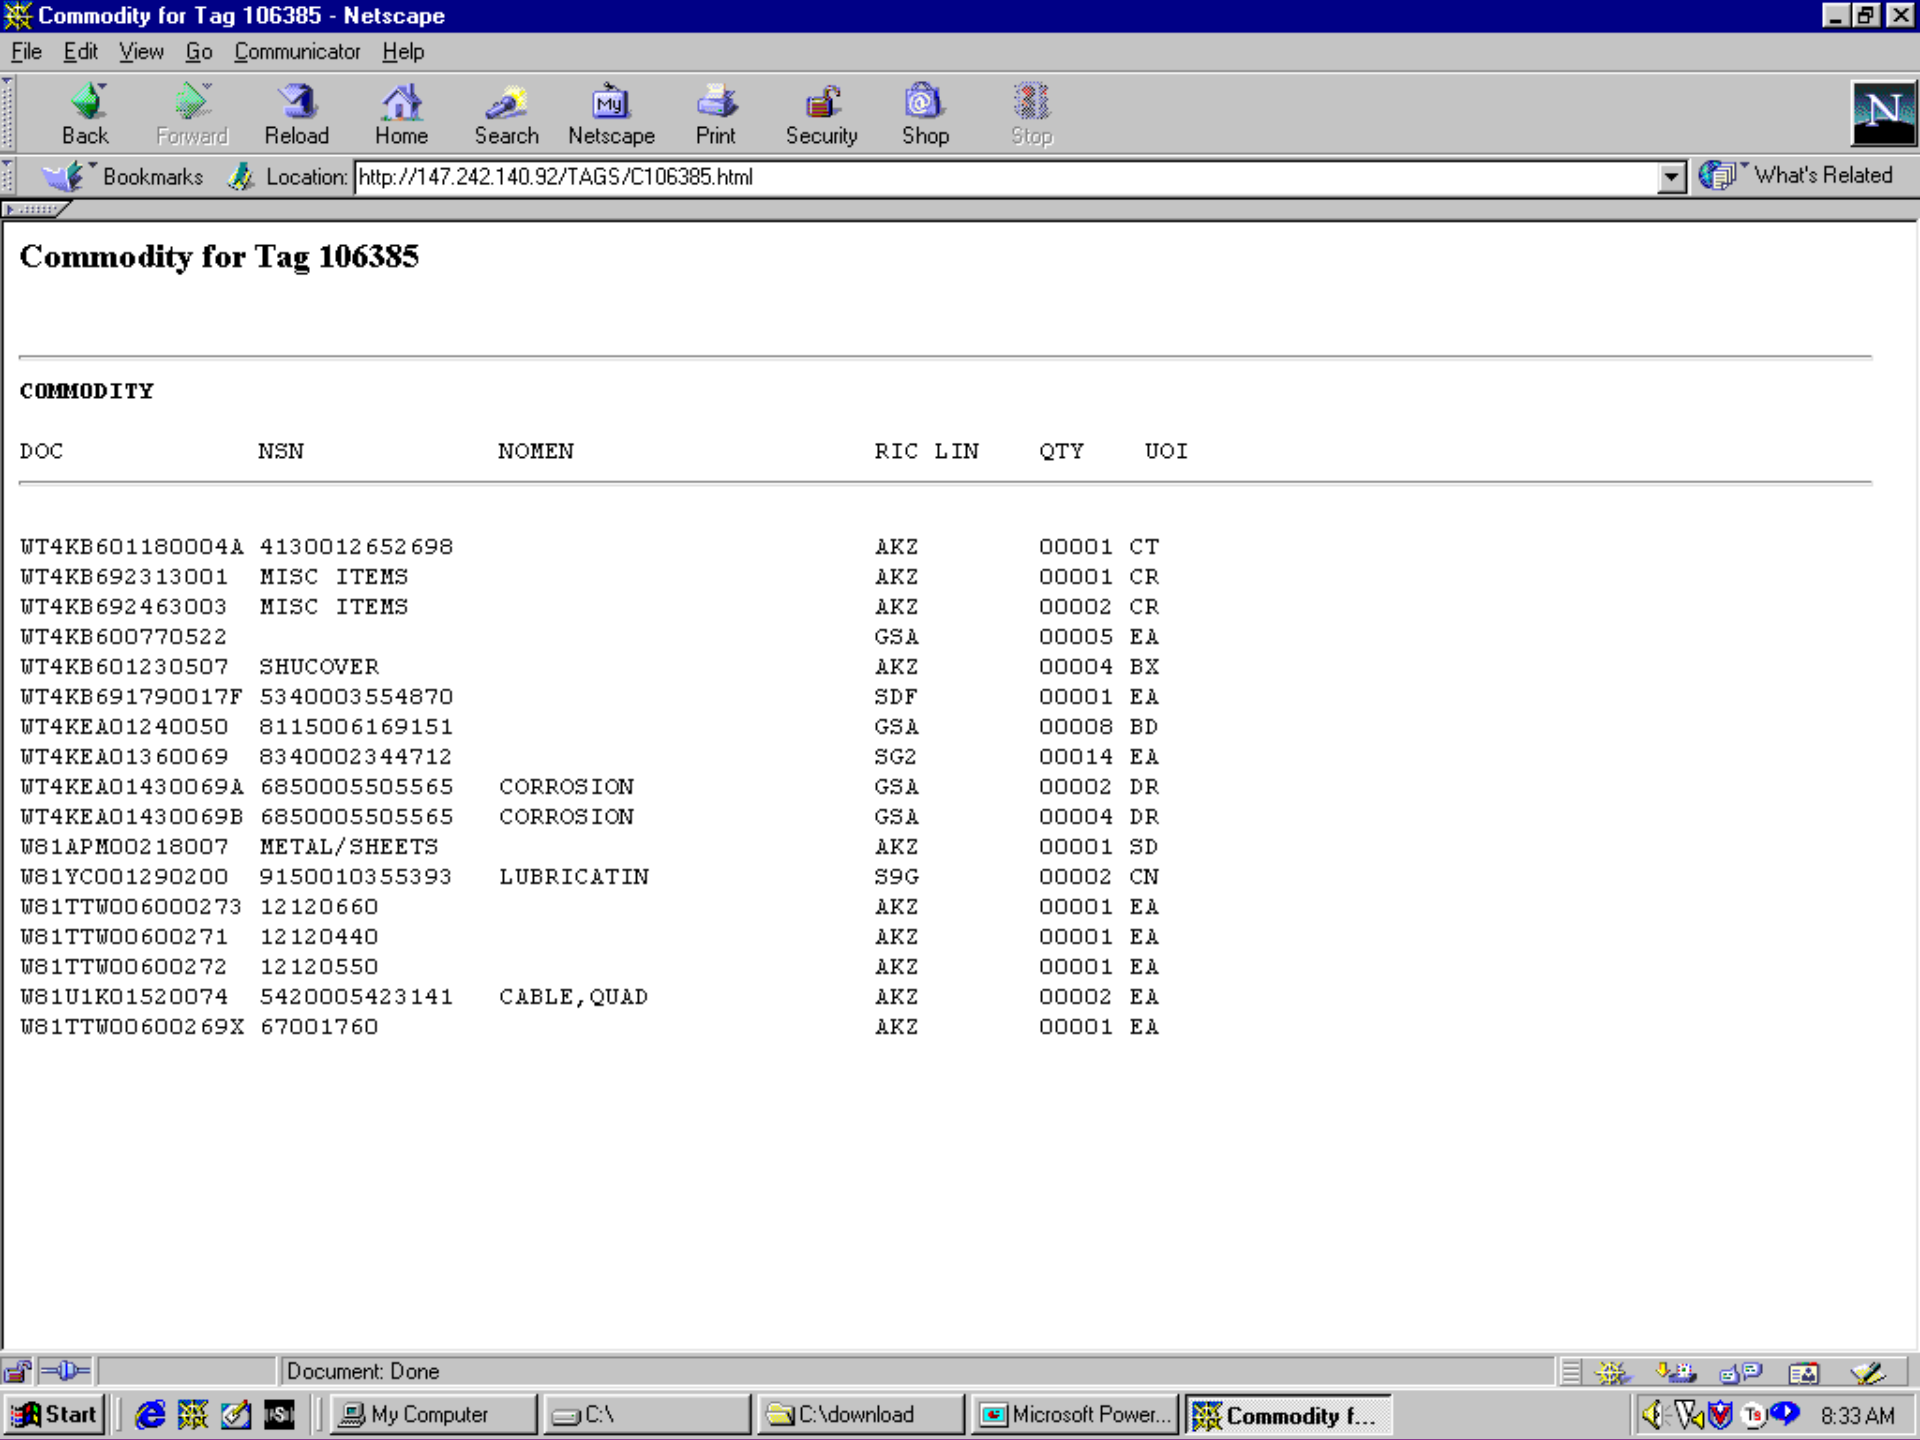 Commodity for Tag 106385 - Netscape
File Edit View Go Communicator Help
Back Forward Reload Home Search Netscape Print Security Shop Stop
My
N
Bookmarks Location: http://147.242.140.92/TAGS/C106385.html What's Related
Commodity for Tag 106385
COMMODITY
DOC NSN NOMEN RIC LIN QTY UOI
WT4KB601180004A 4130012652698 AKZ 00001 CT
WT4KB692313001 MISC ITEMS AKZ 00001 CR
WT4KB692463003 MISC ITEMS AKZ 00002 CR
WT4KB600770522 GSA 00005 EA
WT4KB601230507 SHUCOVER AKZ 00004 BX
WT4KB691790017F 5340003554870 SDF 00001 EA
WT4KEA01240050 8115006169151 GSA 00008 BD
WT4KEA01360069 8340002344712 SG2 00014 EA
WT4KEA01430069A 6850005505565 CORROSION GSA 00002 DR
WT4KEA01430069B 6850005505565 CORROSION GSA 00004 DR
W81APM00218007 METAL/SHEETS AKZ 00001 SD
W81YC001290200 9150010355393 LUBRICATIN S9G 00002 CN
W81TTW006000273 12120660 AKZ 00001 EA
W81TTW00600271 12120440 AKZ 00001 EA
W81TTW00600272 12120550 AKZ 00001 EA
W81U1K01520074 5420005423141 CABLE,QUAD AKZ 00002 EA
W81TTW00600269X 67001760 AKZ 00001 EA
Document: Done
Start My Computer C:\ C:\download Microsoft Power... Commodity f... 8:33 AM